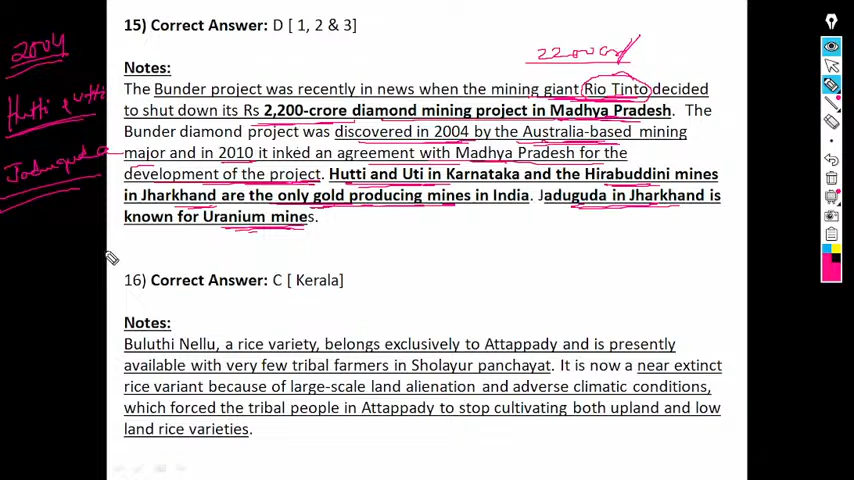 15) Correct Answer: D [ 1, 2 & 3]
2200 Cr
2004
Notes:
The Bunder project was recently in news when the mining giant Rio Tinto decided
to shut down its Rs 2,200-crore diamond mining project in Madhya Pradesh. The
Hutti & Utti
Bunder diamond project was discovered in 2004 by the Australia-based mining
major and in 2010 it inked an agreement with Madhya Pradesh for the
Jaduguda
development of the project. Hutti and Uti in Karnataka and the Hirabuddini mines
in Jharkhand are the only gold producing mines in India. Jaduguda in Jharkhand is
known for Uranium mines.
16) Correct Answer: C [ Kerala]
Notes:
Buluthi Nellu, a rice variety, belongs exclusively to Attappady and is presently
available with very few tribal farmers in Sholayur panchayat. It is now a near extinct
rice variant because of large-scale land alienation and adverse climatic conditions,
which forced the tribal people in Attappady to stop cultivating both upland and low
land rice varieties.